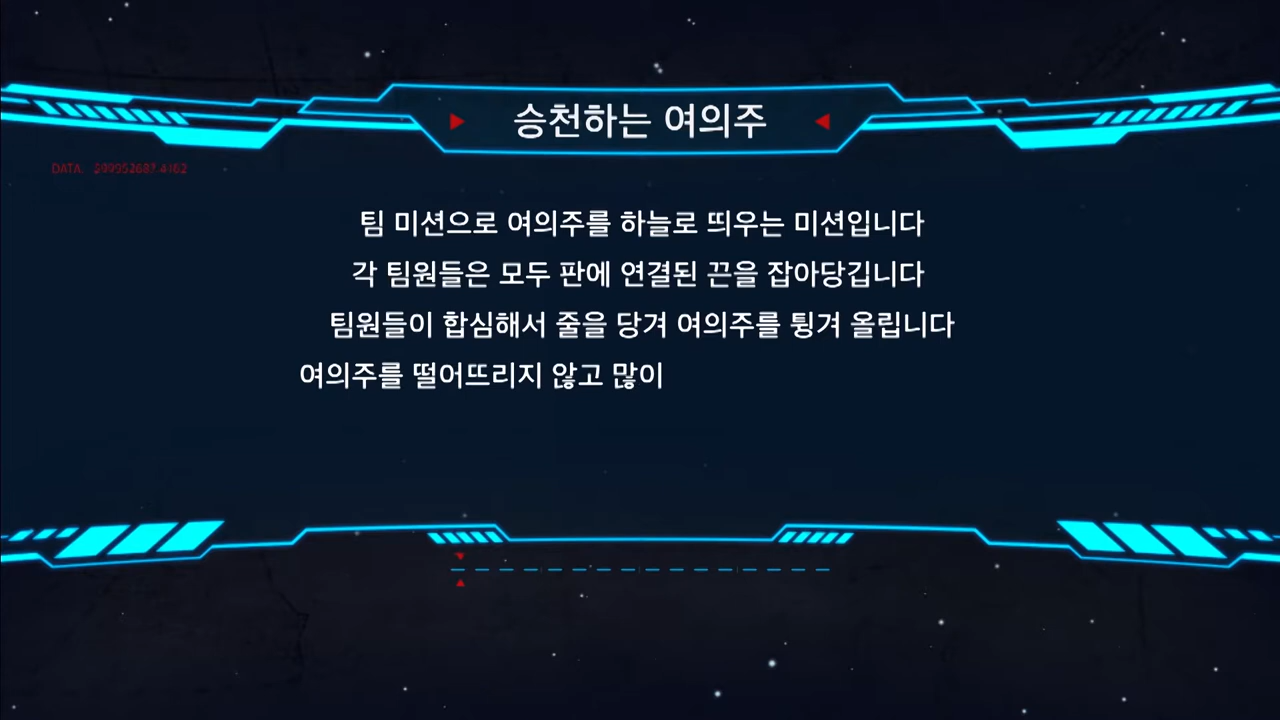 승천하는 여의주
팀 미션으로 여의주를 하늘로 띄우는 미션입니다
각 팀원들은 모두 판에 연결된 끈을 잡아당깁니다
팀원들이 합심해서 줄을 당겨 여의주를 튕겨 올립니다
여의주를 떨어뜨리지 않고 많이